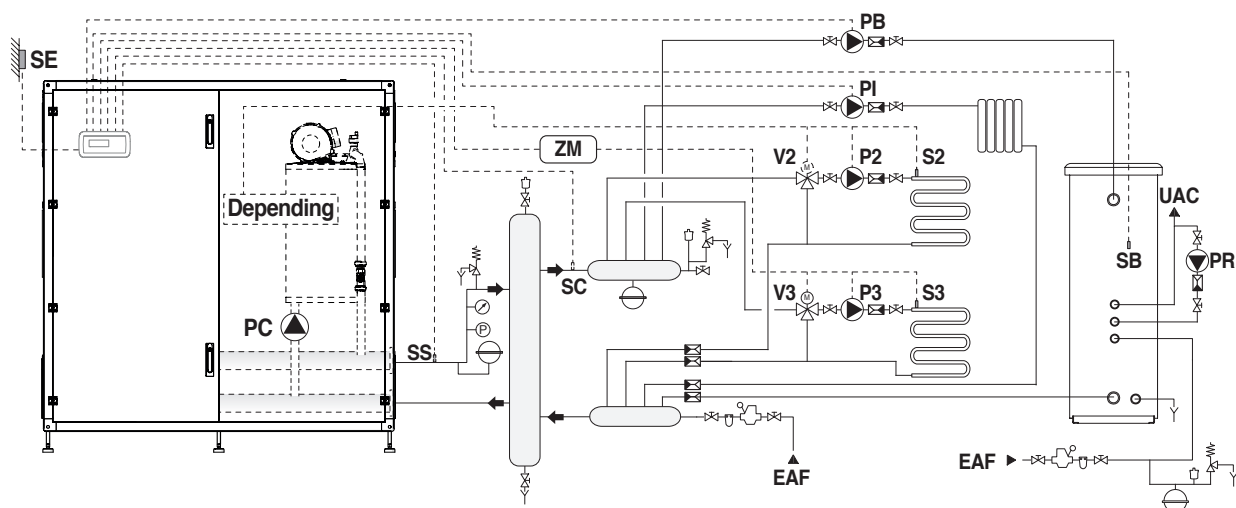 PB
SE
PI
ZM
V2
P2
S2
M
Depending
UAC
SB
PR
SC
V3
P3
S3
M
PC
P
SS
EAF
EAF